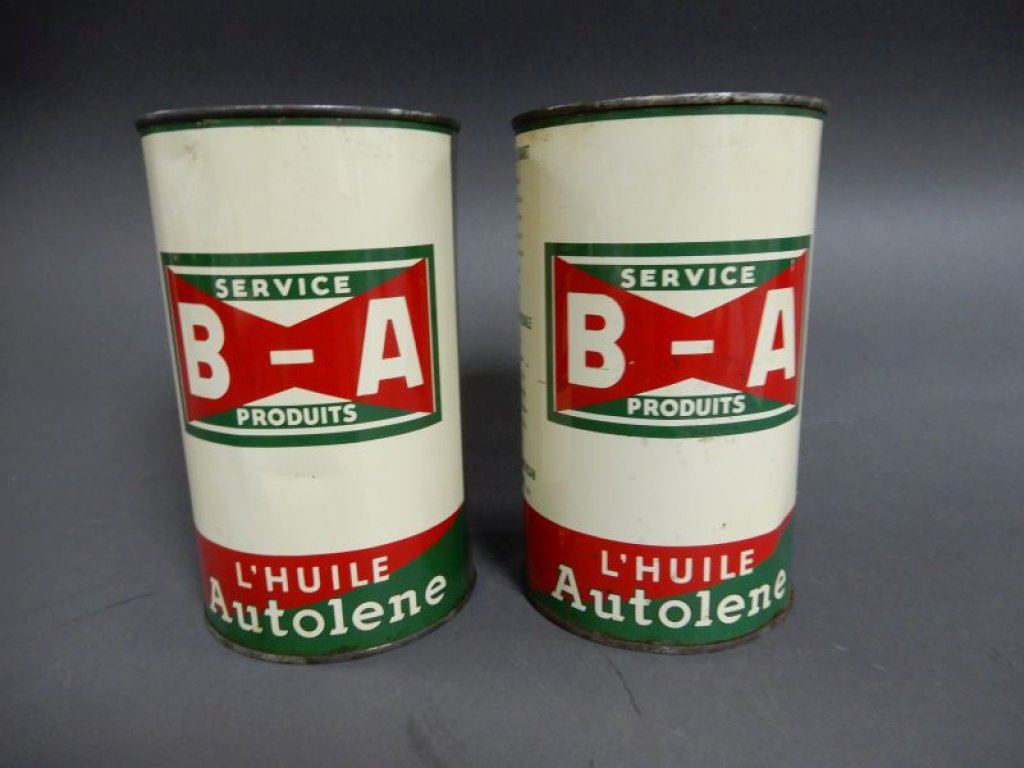 SERVICE
B-A
PRODUITS
L'HUILE
Autolene
SERVICE
B-A
PRODUITS
L'HUILE
Autolene